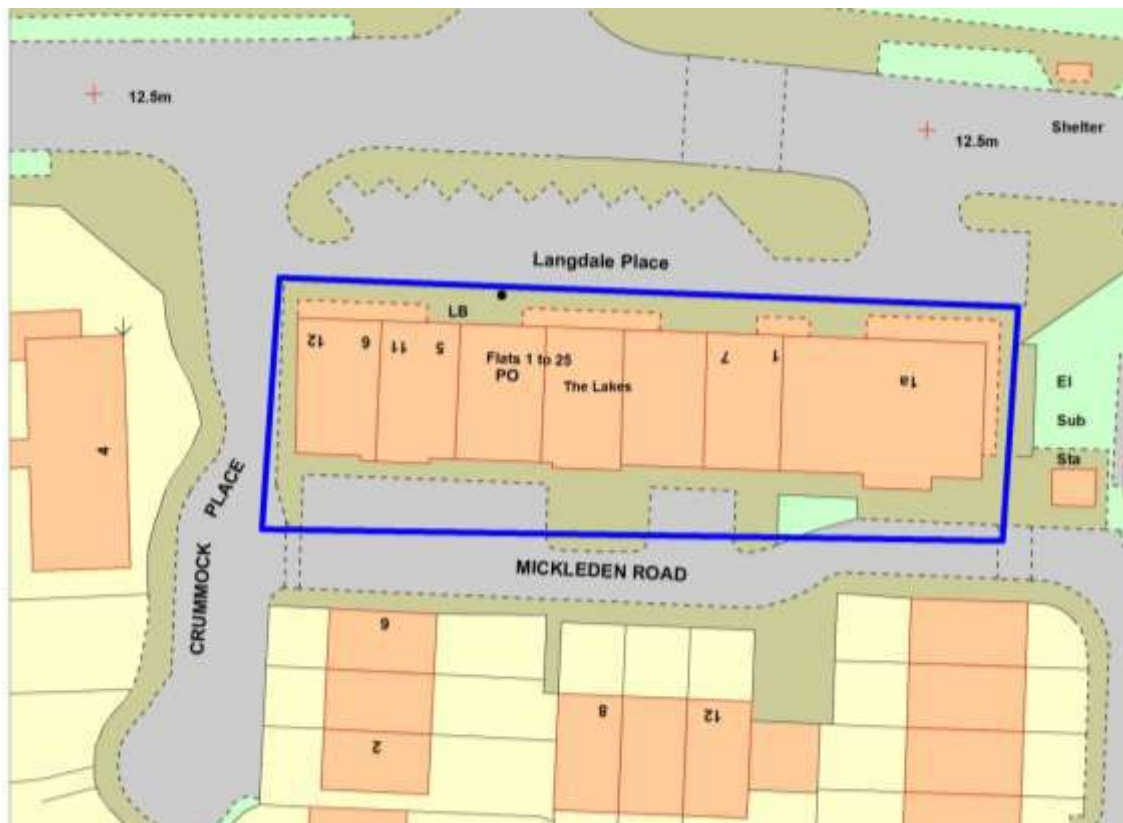 12.5m
12.5m
Shelter
Langdale Place
LB
12
6
11
5
Flats 1 to 25
PO
The Lakes
7
1
1a
El
Sub
Sta
4
CRUMMOCK PLACE
MICKLEDEN ROAD
6
2
8
12